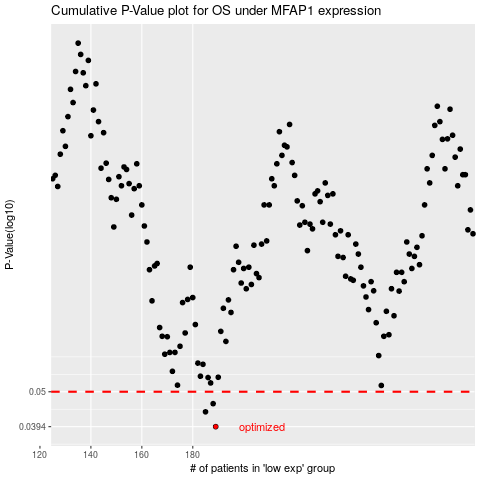 Cumulative P-Value plot for OS under MFAP1 expression
P-Value(log10)
0.05
0.0394
optimized
120 140 160 180
# of patients in 'low exp' group